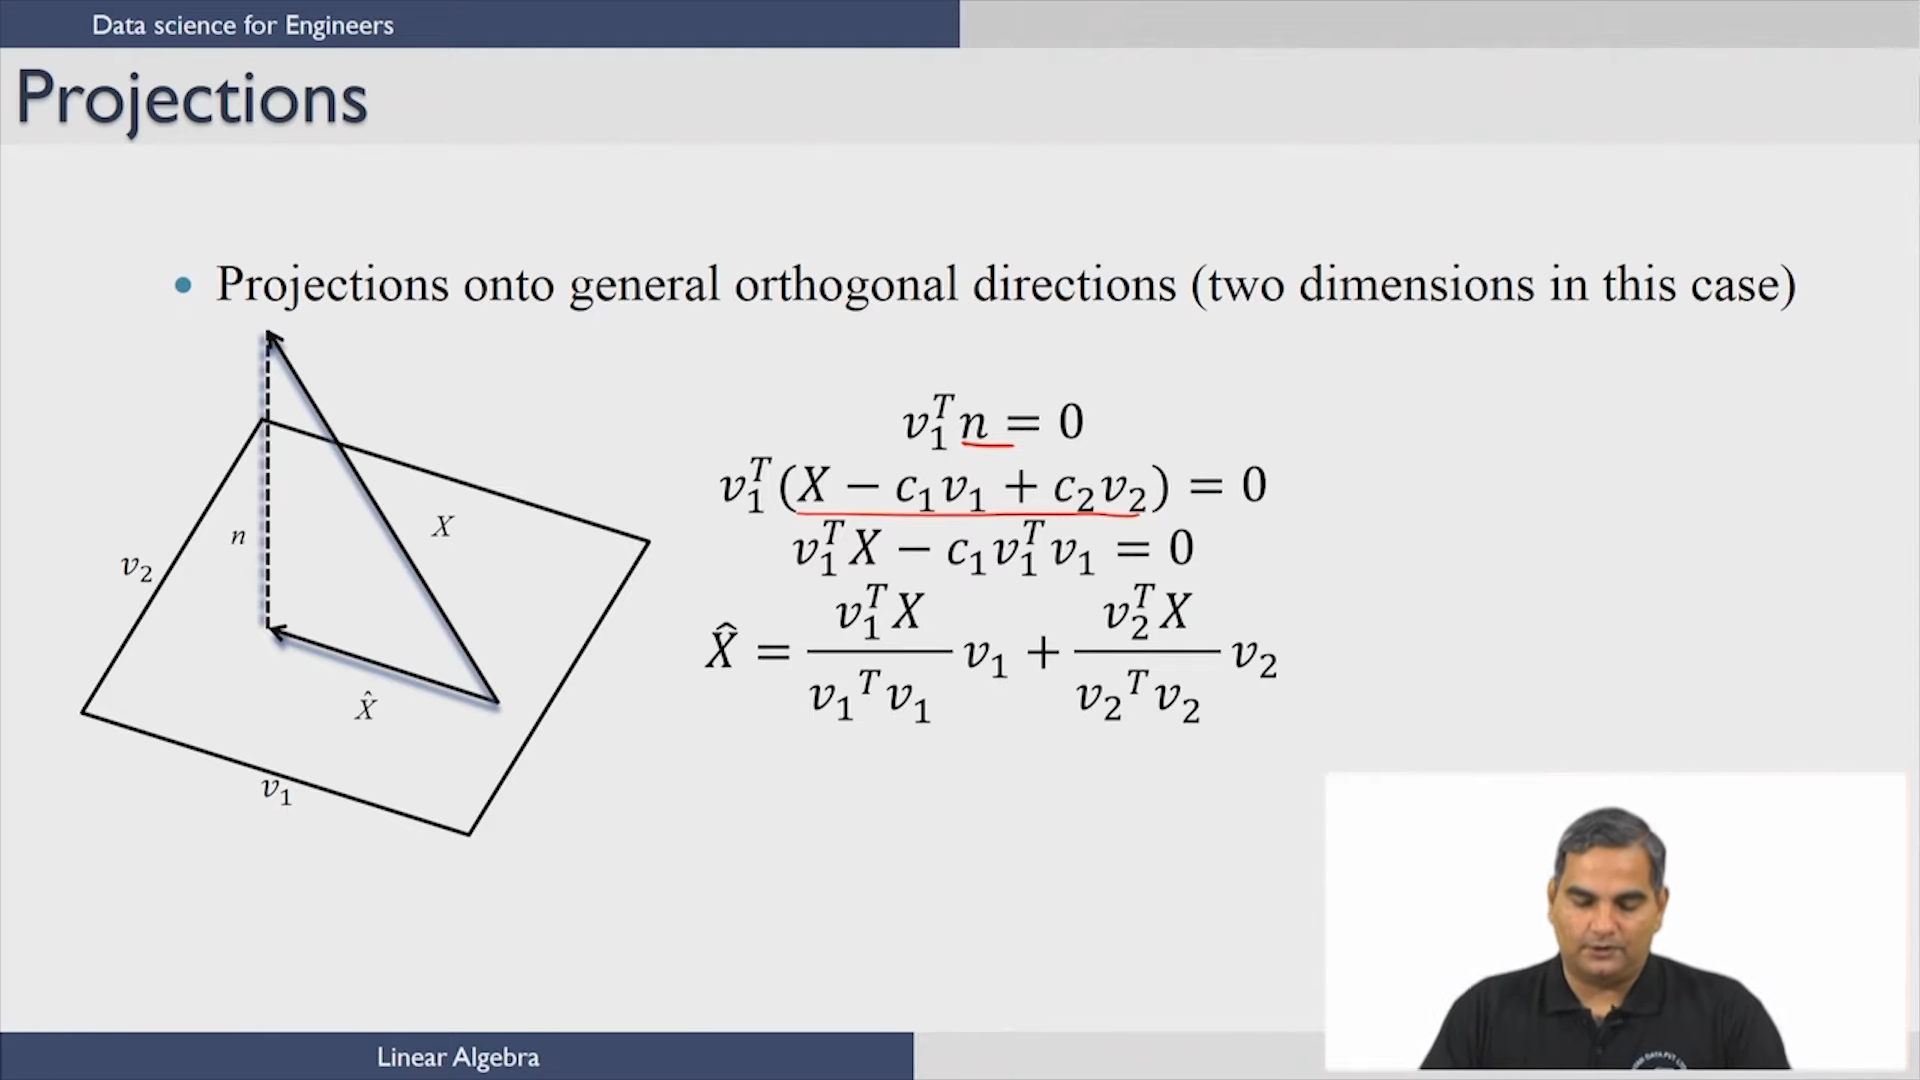 Data science for Engineers
Projections
• Projections onto general orthogonal directions (two dimensions in this case)
v₁ᵀn = 0
v₁ᵀ(X − c₁v₁ + c₂v₂) = 0
v₁ᵀX − c₁v₁ᵀv₁ = 0
X̂ = (v₁ᵀX / v₁ᵀv₁) v₁ + (v₂ᵀX / v₂ᵀv₂) v₂
X
n
v₂
X̂
v₁
Linear Algebra